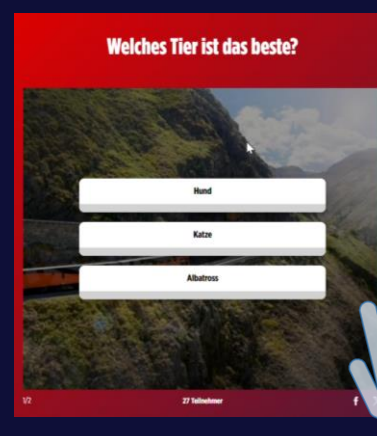 Welches Tier ist das beste?
Hund
Katze
Albatross
1/2
27 Teilnehmer
f